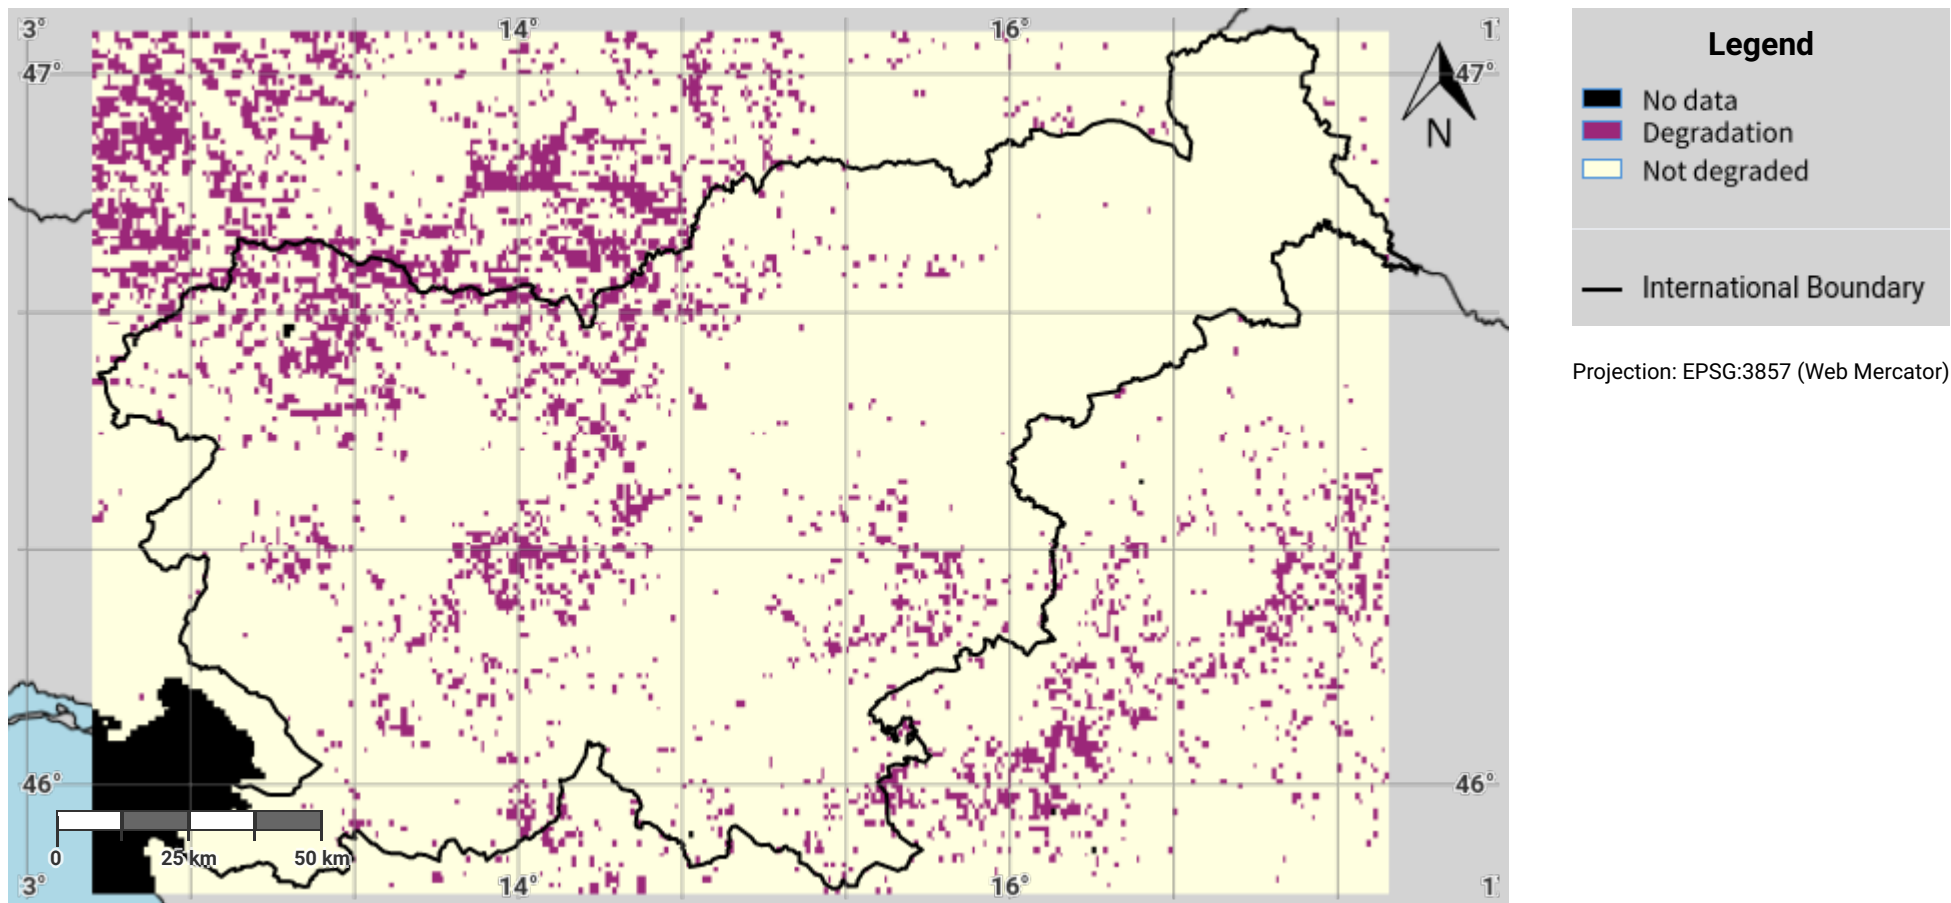 3° 14° 16° 1
47° 47°
N
46° 46°
0 25 km 50 km
3° 14° 16° 1
Legend
No data
Degradation
Not degraded
International Boundary
Projection: EPSG:3857 (Web Mercator)